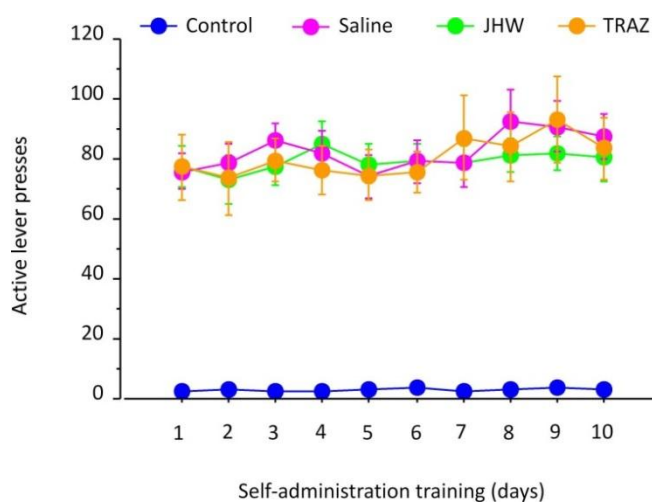 Control Saline JHW TRAZ
120
100
80
60
40
20
0
Active lever presses
1 2 3 4 5 6 7 8 9 10
Self-administration training (days)